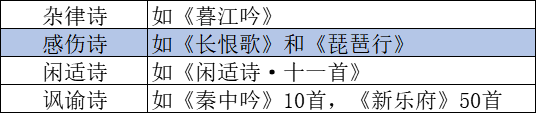 杂律诗 如《暮江吟》
感伤诗 如《长恨歌》和《琵琶行》
闲适诗 如《闲适诗·十一首》
讽谕诗 如《秦中吟》10首，《新乐府》50首